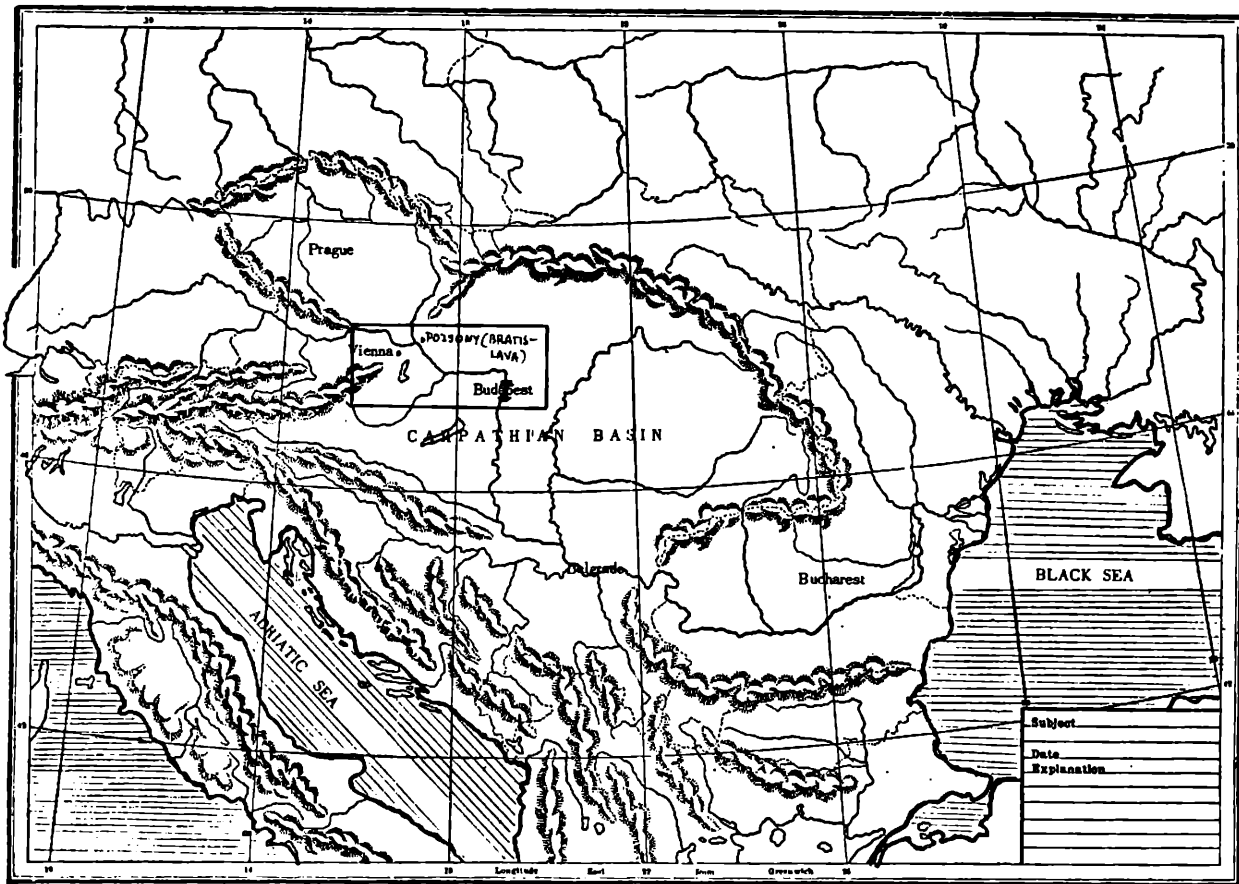 Prague
.POZSONY (BRATIS-
LAVA)
Vienna
Budapest
CARPATHIAN BASIN
Belgrade
Bucharest
BLACK SEA
ADRIATIC SEA
Subject
Date
Explanation
Longitude East from Greenwich